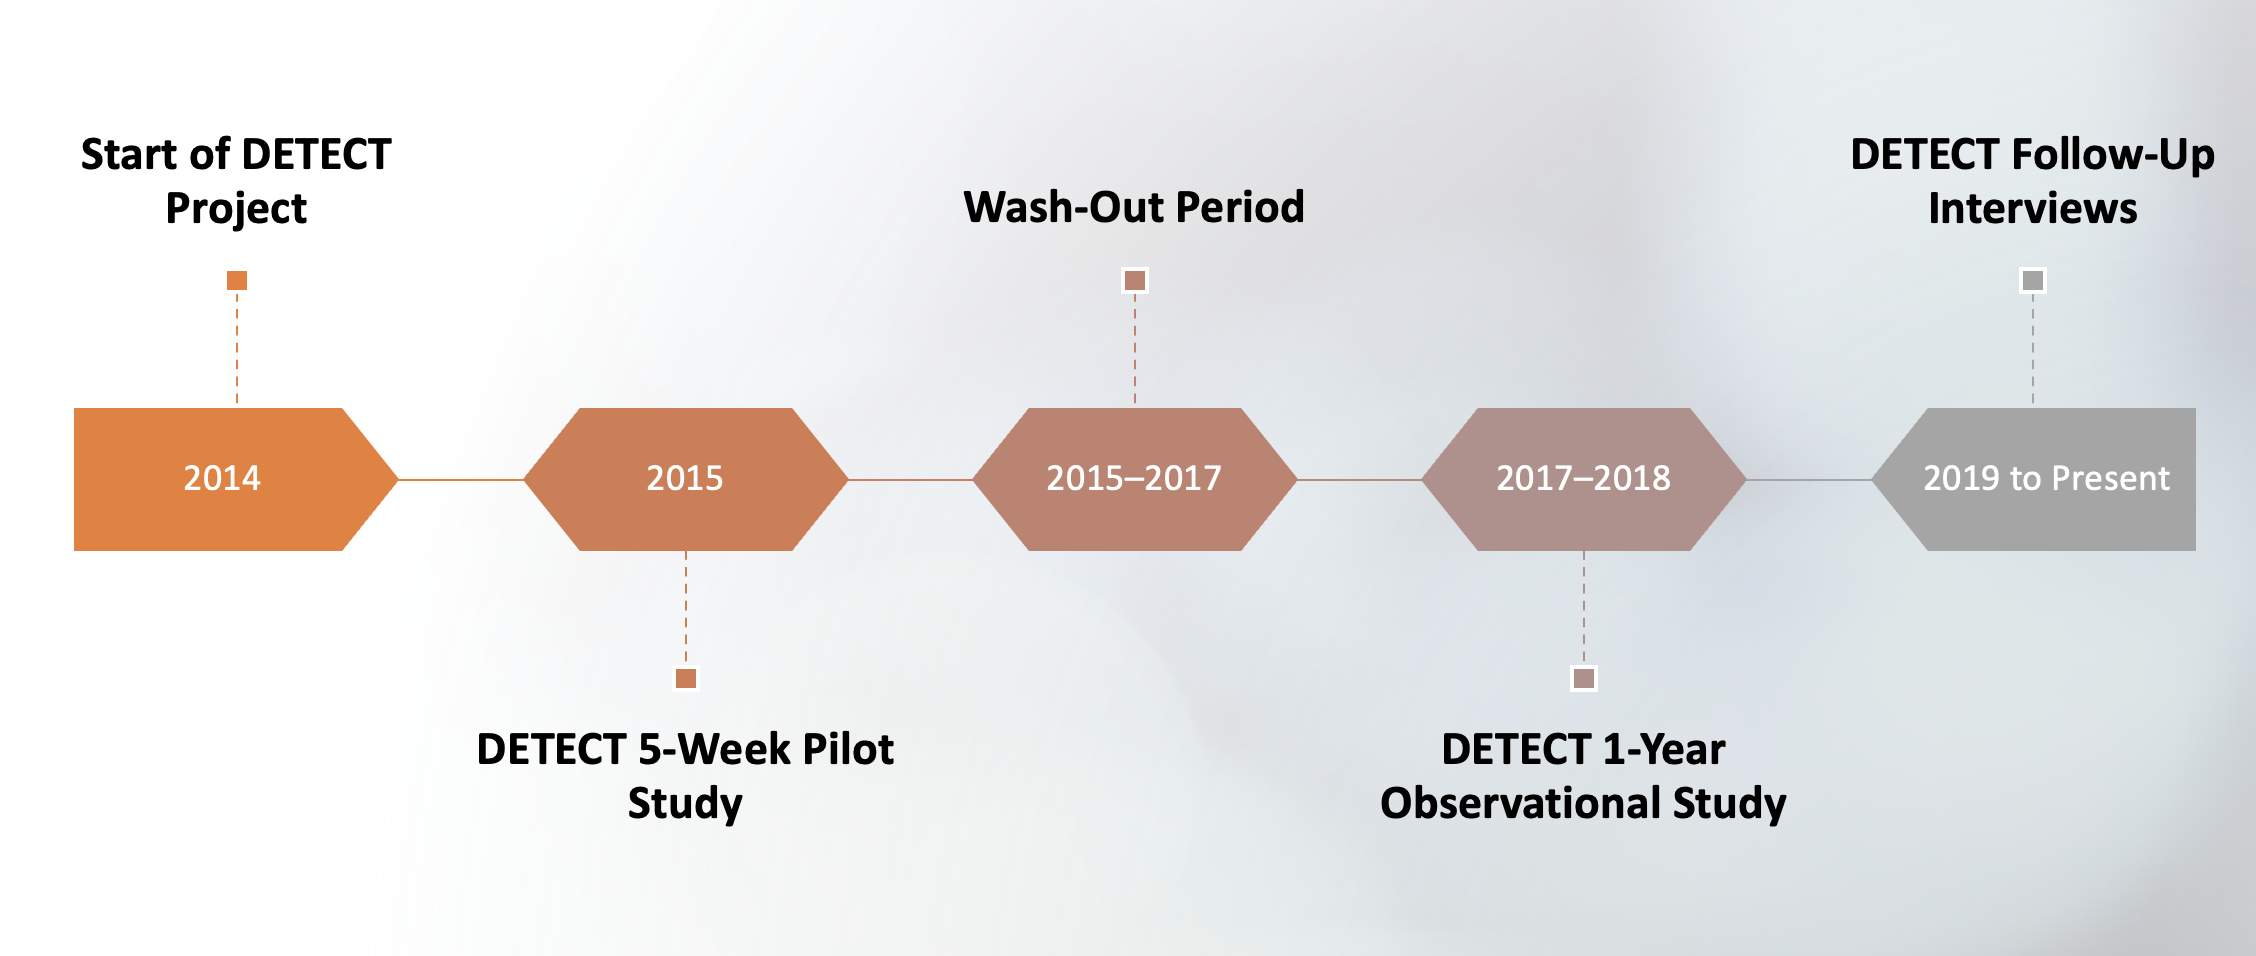 Start of DETECT
Project
Wash-Out Period
DETECT Follow-Up
Interviews
2014
2015
2015–2017
2017–2018
2019 to Present
DETECT 5-Week Pilot
Study
DETECT 1-Year
Observational Study